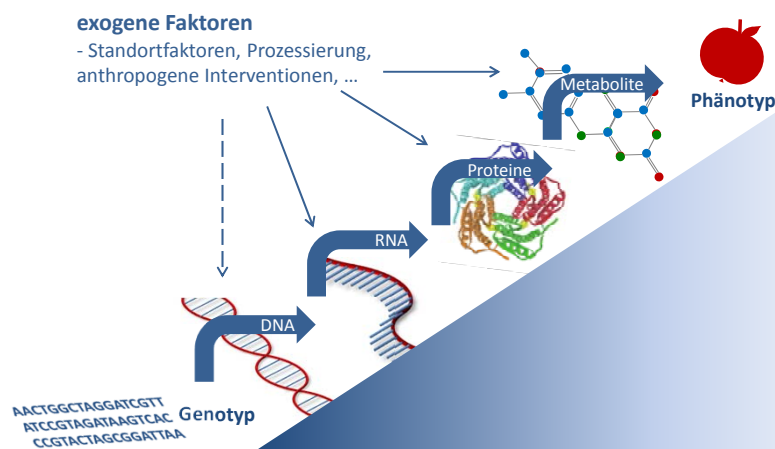 exogene Faktoren
- Standortfaktoren, Prozessierung,
anthropogene Interventionen, ...
Metabolite
Phänotyp
Proteine
RNA
DNA
Genotyp
AACTGGCTAGGATCGTT
ATCCGTAGATAAGTCAC
CCGTACTAGCGGATTAA